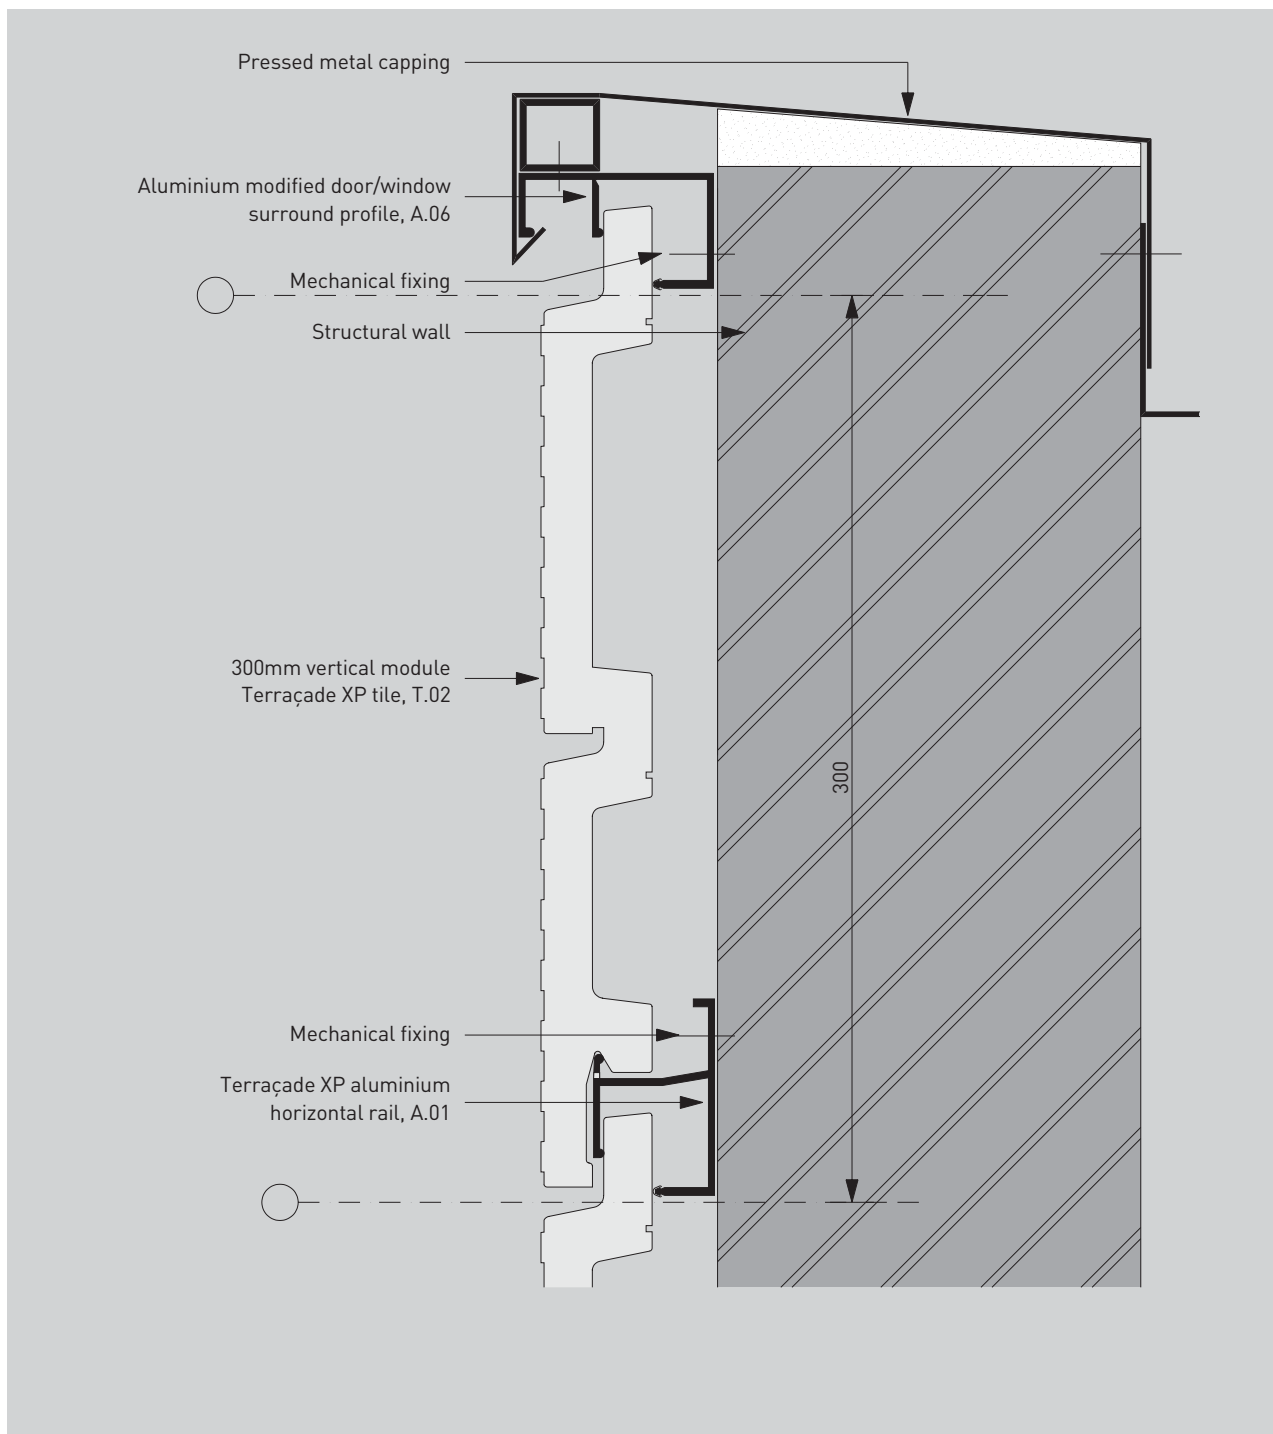 Pressed metal capping
Aluminium modified door/window
surround profile, A.06
Mechanical fixing
Structural wall
300mm vertical module
Terraçade XP tile, T.02
300
Mechanical fixing
Terraçade XP aluminium
horizontal rail, A.01